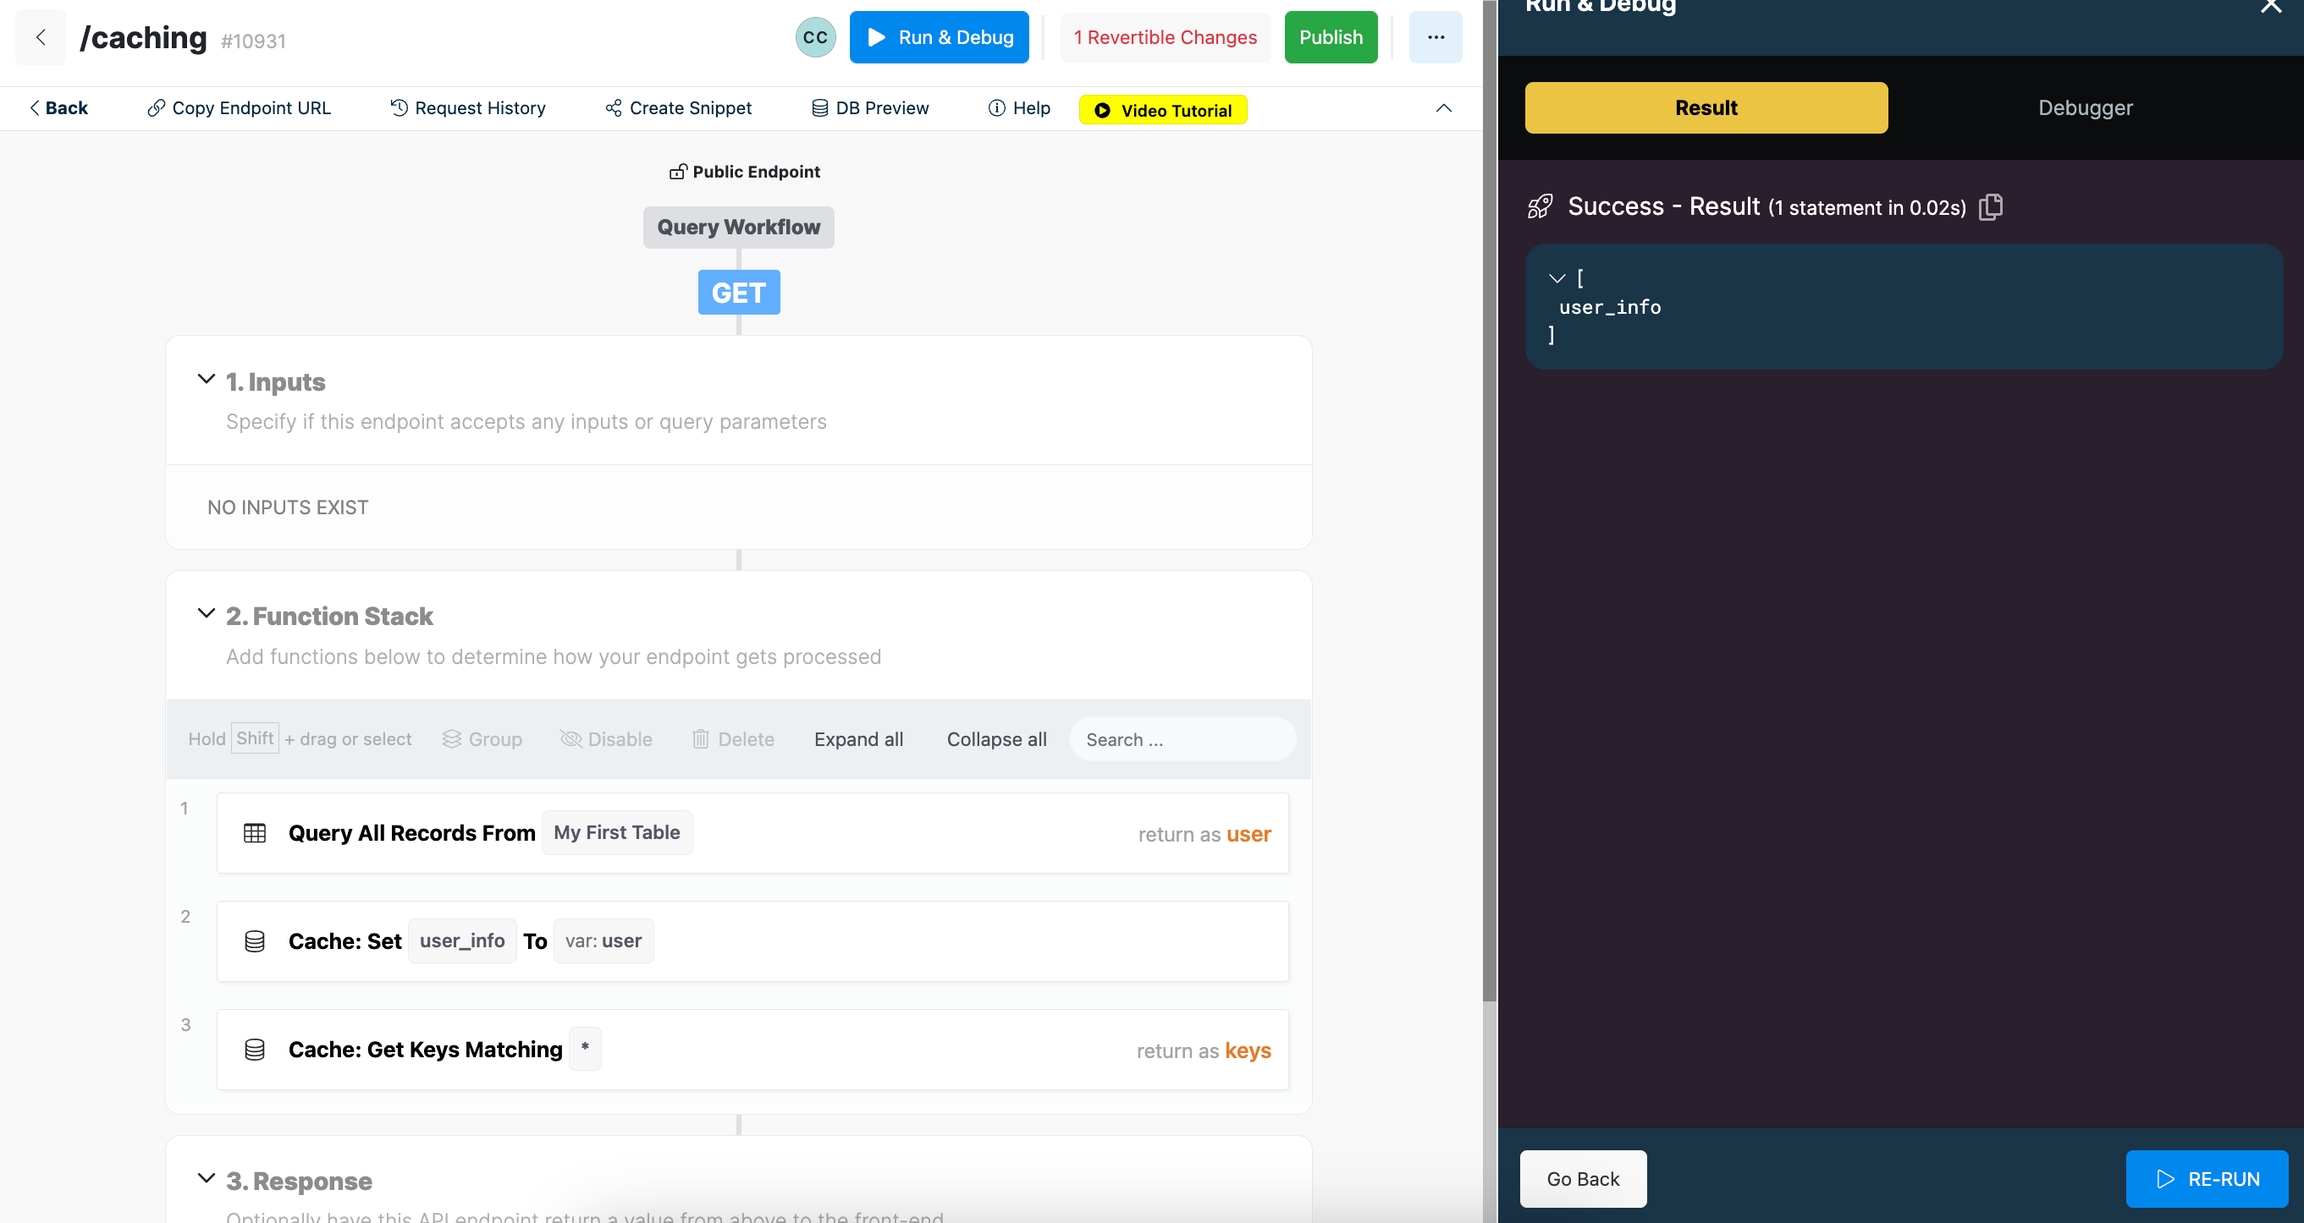 /caching #10931
CC
Run & Debug
1 Revertible Changes
Publish
...
Back
Copy Endpoint URL
Request History
Create Snippet
DB Preview
Help
Video Tutorial
Public Endpoint
Query Workflow
GET
1. Inputs
Specify if this endpoint accepts any inputs or query parameters
NO INPUTS EXIST
2. Function Stack
Add functions below to determine how your endpoint gets processed
Hold Shift + drag or select
Group
Disable
Delete
Expand all
Collapse all
Search ...
1
Query All Records From My First Table
return as user
2
Cache: Set user_info To var: user
3
Cache: Get Keys Matching *
return as keys
3. Response
Optionally have this API endpoint return a value from above to the front-end
Run & Debug
Result
Debugger
Success - Result (1 statement in 0.02s)
[
user_info
]
Go Back
RE-RUN